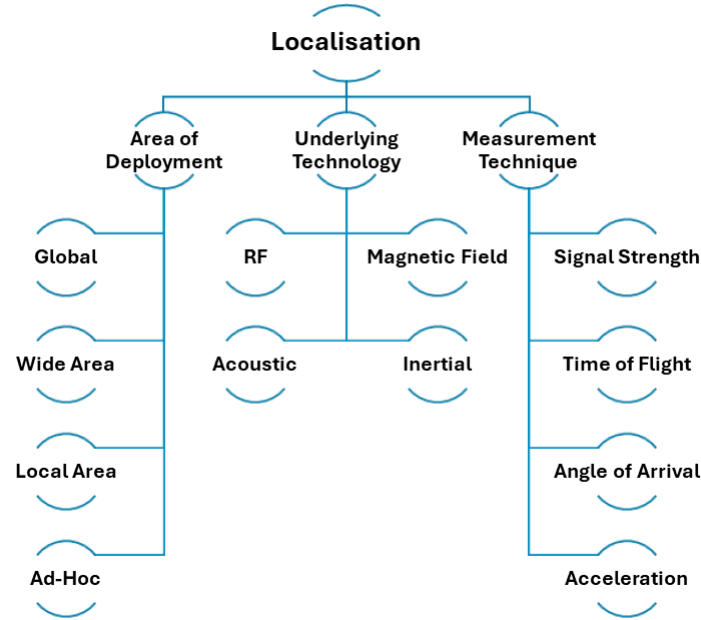 Localisation
Area of
Deployment
Underlying
Technology
Measurement
Technique
Global
RF
Magnetic Field
Signal Strength
Wide Area
Acoustic
Inertial
Time of Flight
Local Area
Angle of Arrival
Ad-Hoc
Acceleration